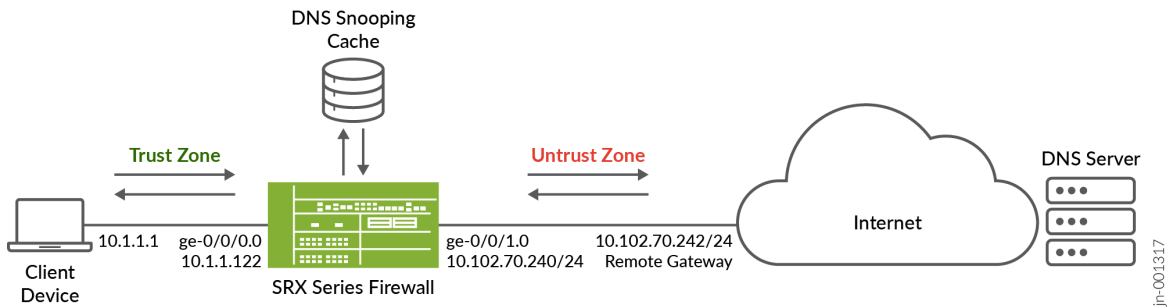 DNS Snooping
Cache
Trust Zone
Untrust Zone
DNS Server
Internet
10.1.1.1
ge-0/0/0.0
10.1.1.122
ge-0/0/1.0
10.102.70.240/24
10.102.70.242/24
Remote Gateway
Client
Device
SRX Series Firewall
jn-001317